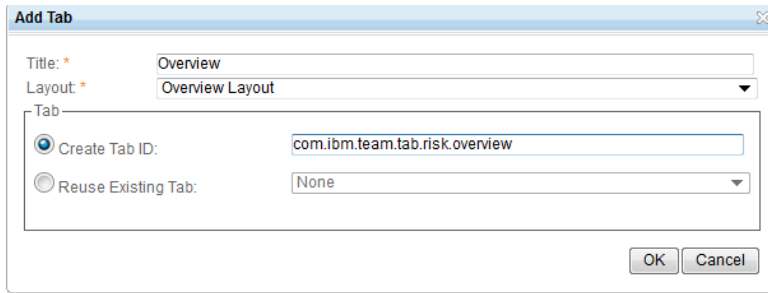 Add Tab
Title: * Overview
Layout: * Overview Layout
Tab
Create Tab ID: com.ibm.team.tab.risk.overview
Reuse Existing Tab: None
OK Cancel